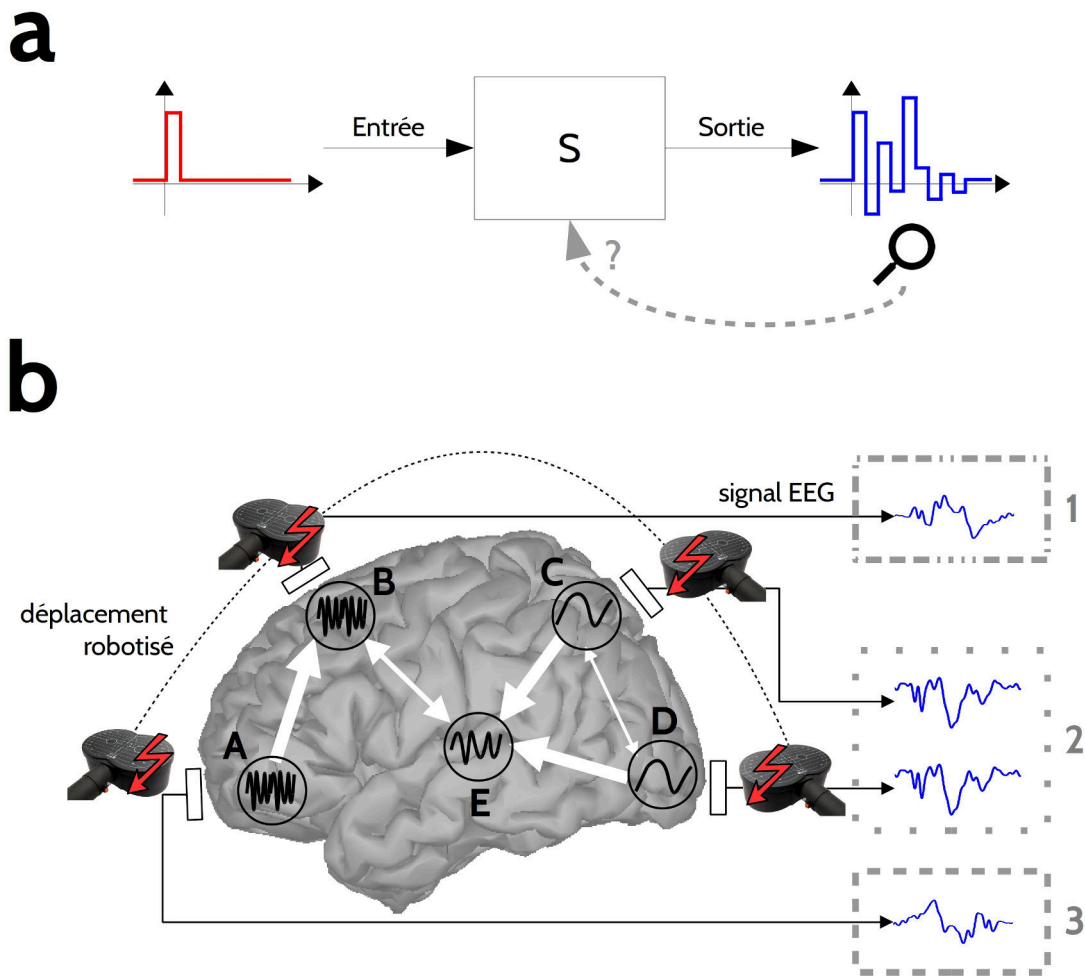 a
Entrée
S
Sortie
?
b
signal EEG
1
déplacement
robotisé
B
C
A
D
E
2
3